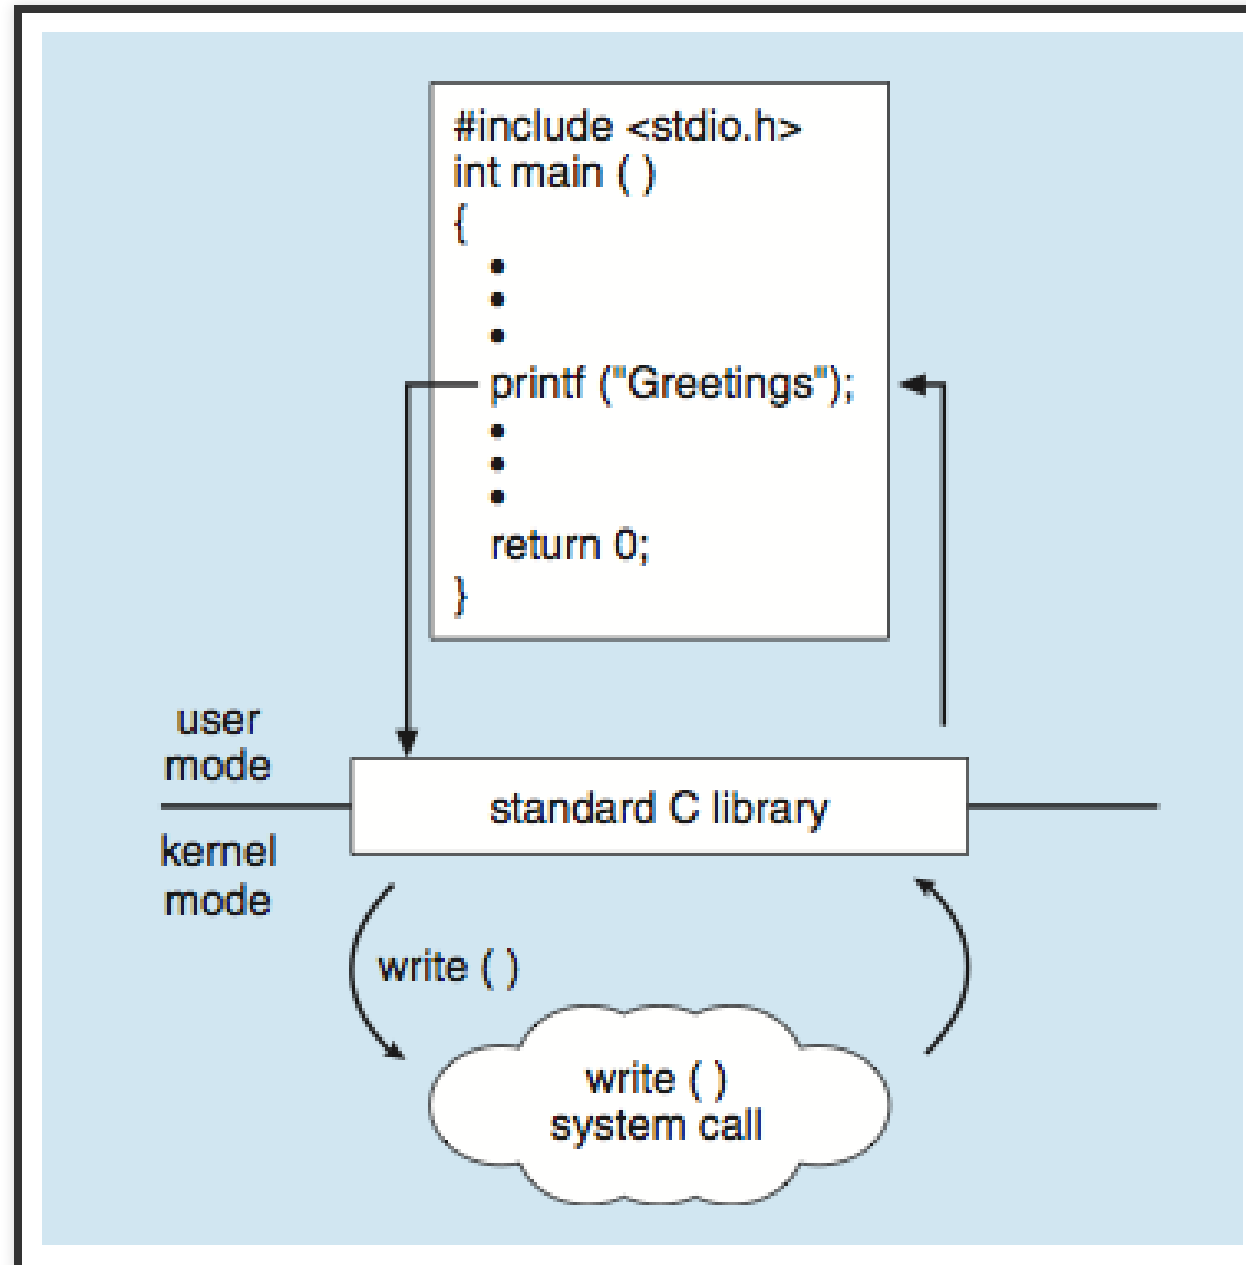 #include <stdio.h>
int main ( )
{
•
•
•
printf ("Greetings");
•
•
•
return 0;
}
user
mode
standard C library
kernel
mode
write ( )
write ( )
system call